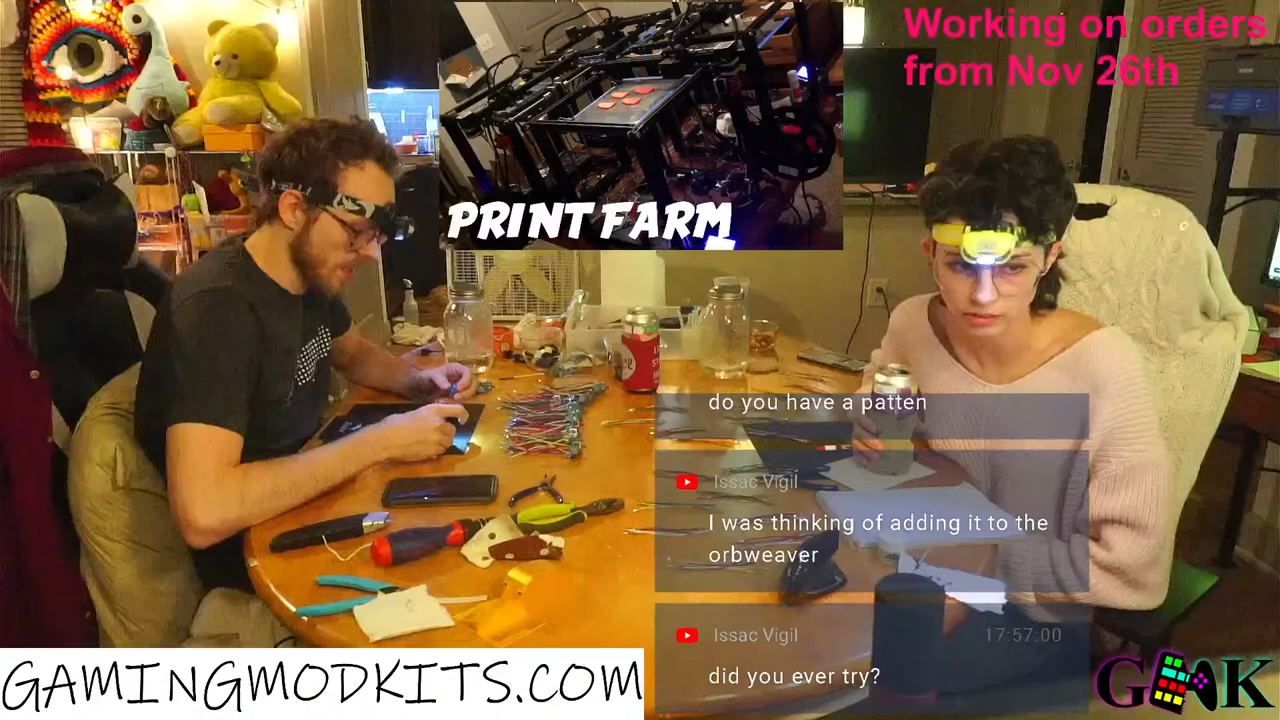 Working on orders
from Nov 26th
PRINT FARM
do you have a patten
Issac Vigil
I was thinking of adding it to the
orbweaver
Issac Vigil 17:57:00
did you ever try?
GAMINGMODKITS.COM
G K